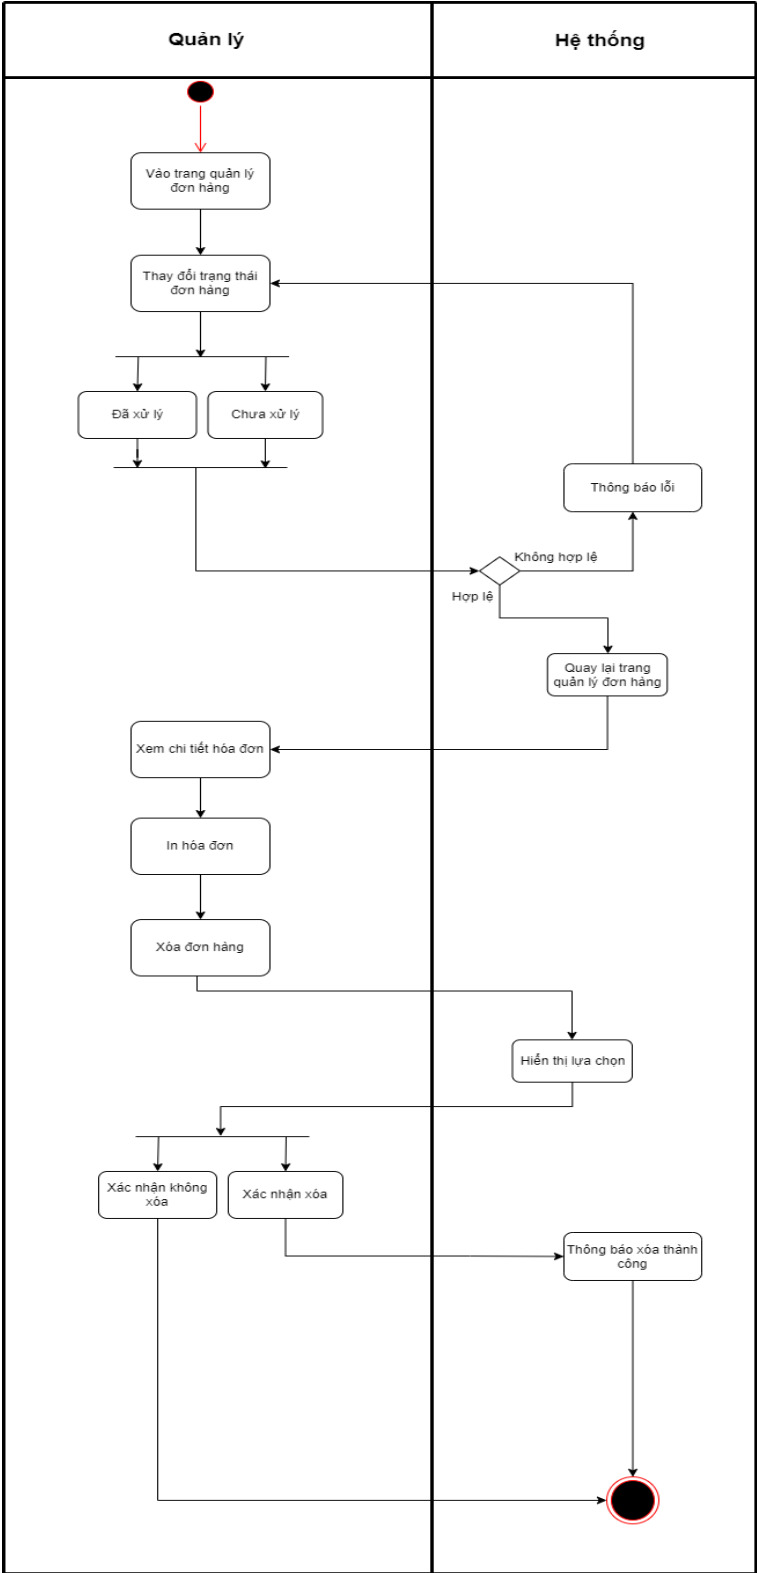 Quản lý
Hệ thống
Vào trang quản lý
đơn hàng
Thay đổi trạng thái
đơn hàng
Đã xử lý
Chưa xử lý
Thông báo lỗi
Không hợp lệ
Hợp lệ
Quay lại trang
quản lý đơn hàng
Xem chi tiết hóa đơn
In hóa đơn
Xóa đơn hàng
Hiển thị lựa chọn
Xác nhận không
xóa
Xác nhận xóa
Thông báo xóa thành
công